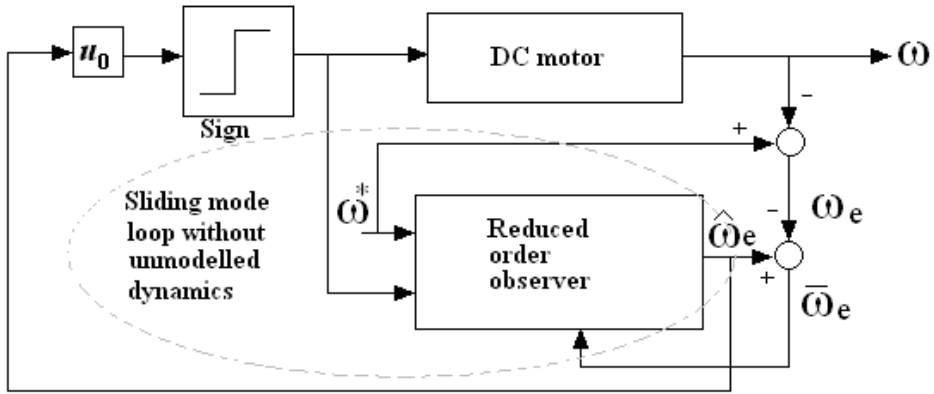 u₀
Sign
DC motor
ω
-
+
Sliding mode
loop without
unmodelled
dynamics
ω*
Reduced
order
observer
ω̂e
-
ωe
+
ω̅e